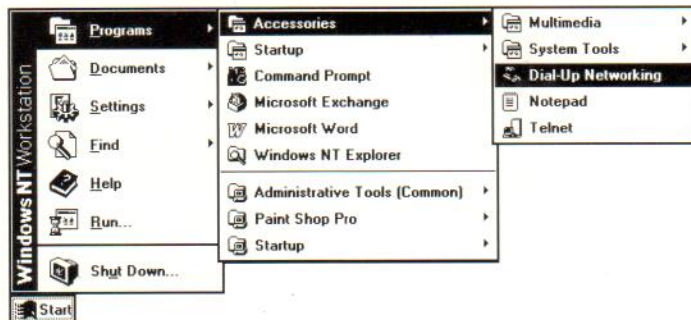 Windows NT Workstation
Programs
Documents
Settings
Find
Help
Run...
Shut Down...
Start
Accessories
Startup
Command Prompt
Microsoft Exchange
Microsoft Word
Windows NT Explorer
Administrative Tools (Common)
Paint Shop Pro
Startup
Multimedia
System Tools
Dial-Up Networking
Notepad
Telnet